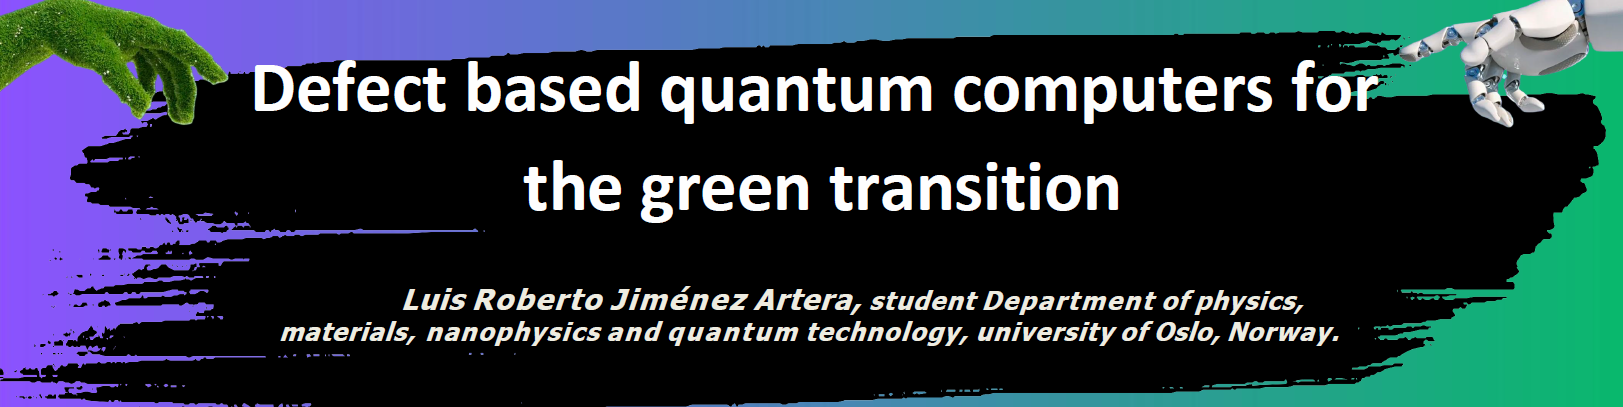 Defect based quantum computers for
the green transition
Luis Roberto Jiménez Artera, student Department of physics,
materials, nanophysics and quantum technology, university of Oslo, Norway.